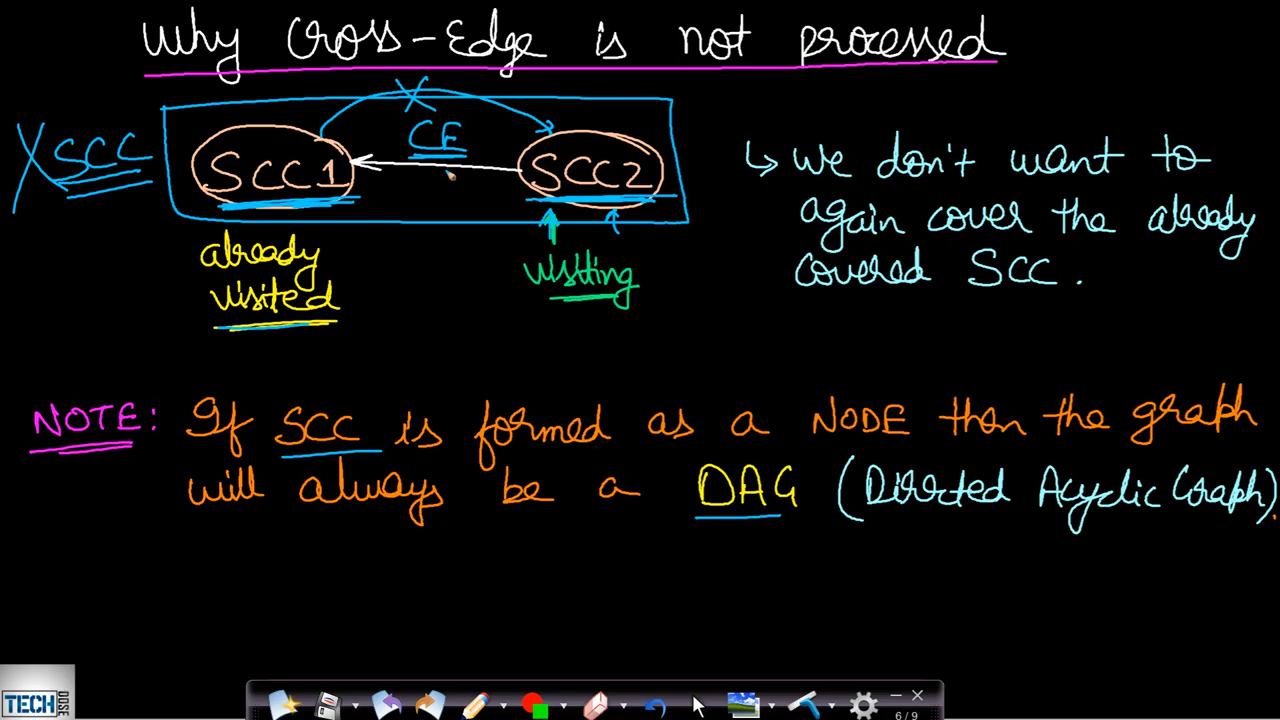 Why Cross-Edge is not processed
X SCC
X
CE
SCC1
SCC2
already
visited
visiting
↳ We don't want to
again cover the already
covered SCC.
NOTE: If SCC is formed as a NODE then the graph
will always be a DAG (Directed Acyclic Graph).
TECH
DOSE
6/9